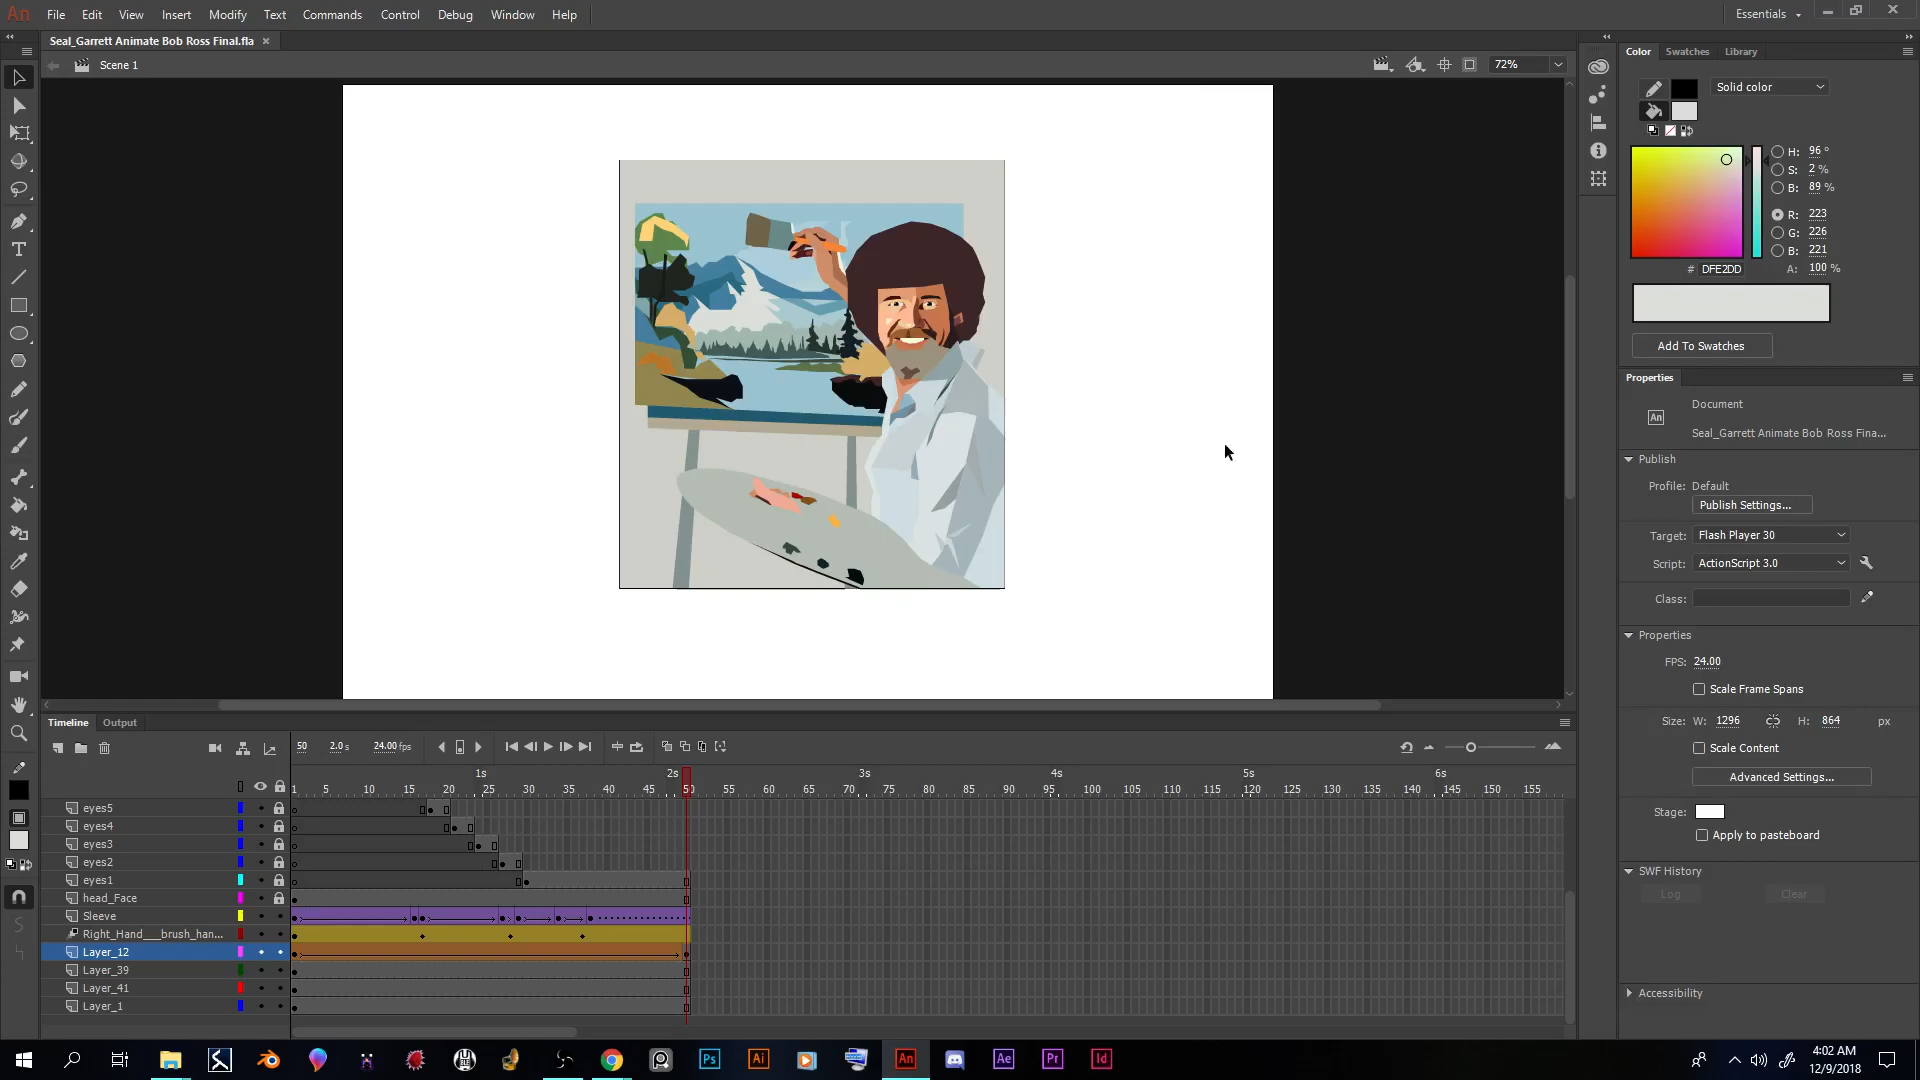 An File Edit View Insert Modify Text Commands Control Debug Window Help Essentials
Seal_Garrett Animate Bob Ross Final.fla ×
Scene 1 72%
Color Swatches Library
Solid color
H: 96 °
S: 2 %
B: 89 %
R: 223
G: 226
B: 221
# DFE2DD A: 100 %
Add To Swatches
Properties
An Document
Seal_Garrett Animate Bob Ross Fina...
Publish
Profile: Default
Publish Settings...
Target: Flash Player 30
Script: ActionScript 3.0
Class:
Properties
FPS: 24.00
Scale Frame Spans
Size: W: 1296 H: 864 px
Scale Content
Advanced Settings...
Stage:
Apply to pasteboard
SWF History
Log Clear
Accessibility
Timeline Output
50 2.0 s 24.00 fps
1s 2s 3s 4s 5s 6s
1 5 10 15 20 25 30 35 40 45 50 55 60 65 70 75 80 85 90 95 100 105 110 115 120 125 130 135 140 145 150 155
eyes5
eyes4
eyes3
eyes2
eyes1
head_Face
Sleeve
Right_Hand___brush_han...
Layer_12
Layer_39
Layer_41
Layer_1
Ps Ai An Ae Pr Id
4:02 AM
12/9/2018